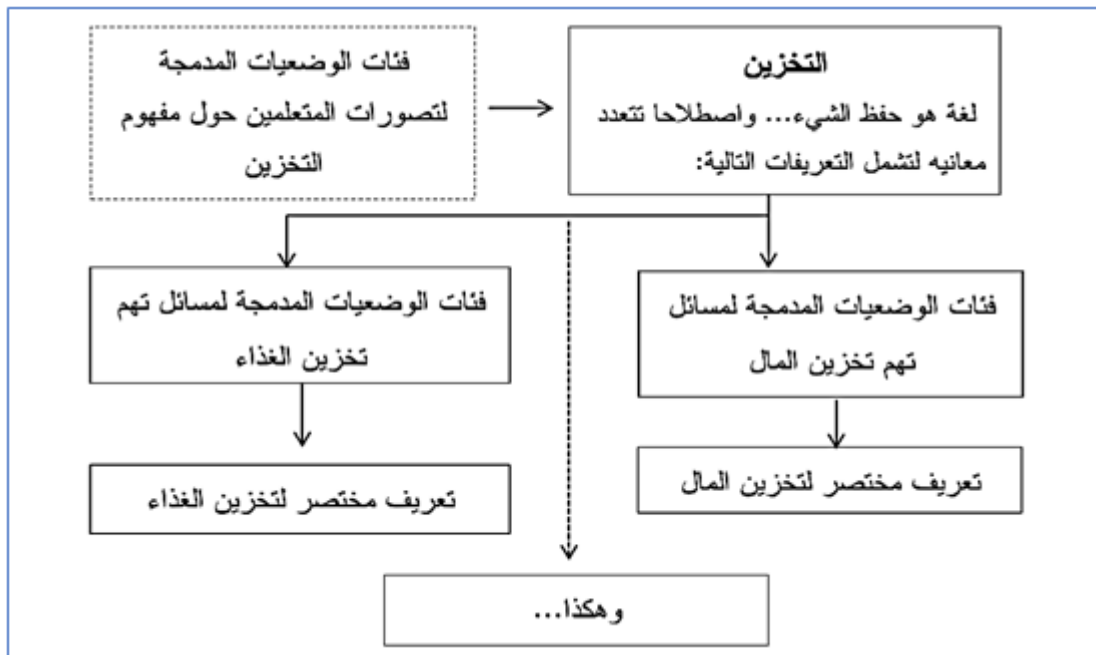 التخزين
لغة هو حفظ الشيء... واصطلاحا تتعدد
معانيه لتشمل التعريفات التالية:
فئات الوضعيات المدمجة
لتصورات المتعلمين حول مفهوم
التخزين
فئات الوضعيات المدمجة لمسائل
تهم تخزين المال
فئات الوضعيات المدمجة لمسائل تهم
تخزين الغذاء
تعريف مختصر لتخزين المال
تعريف مختصر لتخزين الغذاء
وهكذا...